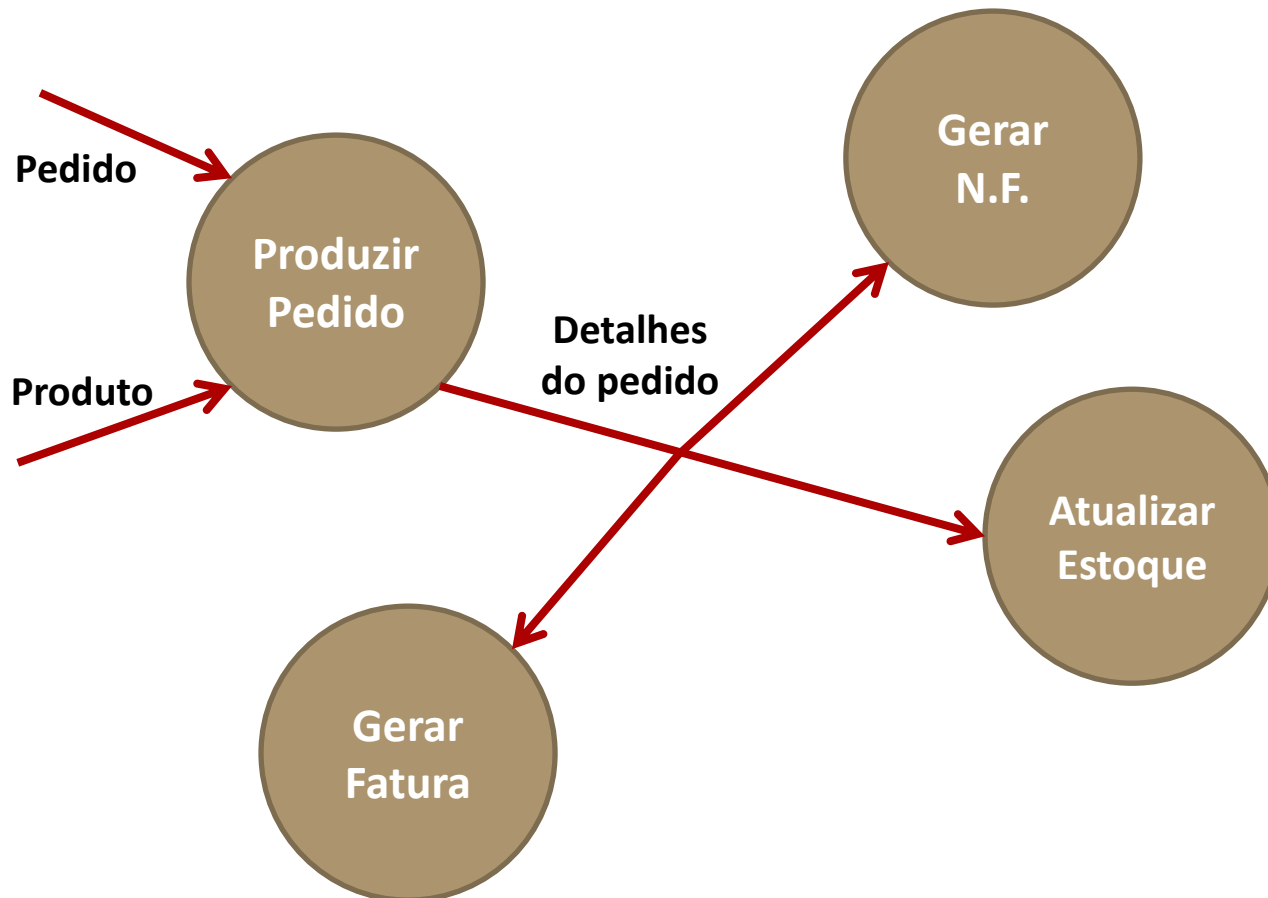 Pedido
Produzir
Pedido
Produto
Detalhes
do pedido
Gerar
N.F.
Atualizar
Estoque
Gerar
Fatura